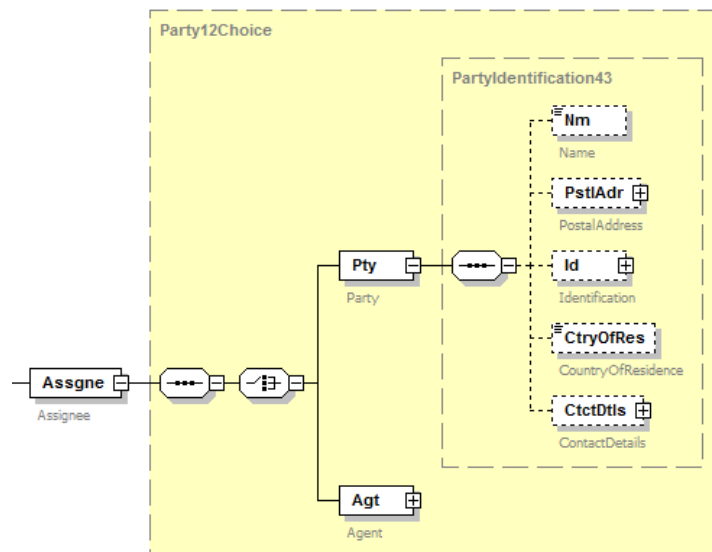 Party12Choice
PartyIdentification43
Nm
Name
PstlAdr
PostalAddress
Pty
Party
Id
Identification
CtryOfRes
CountryOfResidence
Assgne
Assignee
CtctDtls
ContactDetails
Agt
Agent